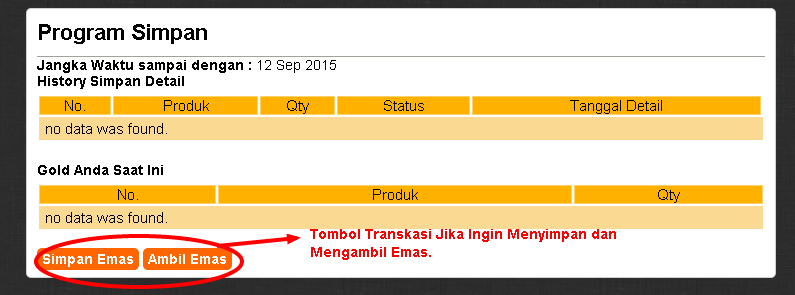 Program Simpan
Jangka Waktu sampai dengan : 12 Sep 2015
History Simpan Detail
No. Produk Qty Status Tanggal Detail
no data was found.
Gold Anda Saat Ini
No. Produk Qty
no data was found.
Tombol Transkasi Jika Ingin Menyimpan dan
Mengambil Emas.
Simpan Emas Ambil Emas